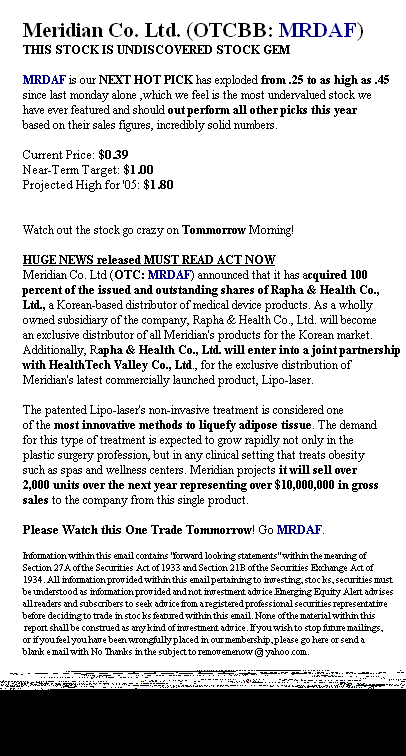 Meridian Co. Ltd. (OTCBB: MRDAF)
THIS STOCK IS UNDISCOVERED STOCK GEM
MRDAF is our NEXT HOT PICK has exploded from .25 to as high as .45
since last monday alone ,which we feel is the most undervalued stock we
have ever featured and should out perform all other picks this year
based on their sales figures, incredibly solid numbers.
Current Price: $0.39
Near-Term Target: $1.00
Projected High for '05: $1.80
Watch out the stock go crazy on Tommorrow Morning!
HUGE NEWS released MUST READ ACT NOW
Meridian Co. Ltd (OTC: MRDAF) announced that it has acquired 100
percent of the issued and outstanding shares of Rapha & Health Co.,
Ltd., a Korean-based distributor of medical device products. As a wholly
owned subsidiary of the company, Rapha & Health Co., Ltd. will become
an exclusive distributor of all Meridian's products for the Korean market.
Additionally, Rapha & Health Co., Ltd. will enter into a joint partnership
with HealthTech Valley Co., Ltd., for the exclusive distribution of
Meridian's latest commercially launched product, Lipo-laser.
The patented Lipo-laser's non-invasive treatment is considered one
of the most innovative methods to liquefy adipose tissue. The demand
for this type of treatment is expected to grow rapidly not only in the
plastic surgery profession, but in any clinical setting that treats obesity
such as spas and wellness centers. Meridian projects it will sell over
2,000 units over the next year representing over $10,000,000 in gross
sales to the company from this single product.
Please Watch this One Trade Tommorrow! Go MRDAF.
Information within this email contains "forward looking statements" within the meaning of
Section 27A of the Securities Act of 1933 and Section 21B of the Securities Exchange Act of
1934. All information provided within this email pertaining to investing, stocks, securities must
be understood as information provided and not investment advice.Emerging Equity Alert advises
all readers and subscribers to seek advice from a registered professional securities representative
before deciding to trade in stocks featured within this email. None of the material within this
report shall be construed as any kind of investment advice. If you wish to stop future mailings,
or if you feel you have been wrongfully placed in our membership, please go here or send a
blank e mail with No Thanks in the subject to removemenow @ yahoo.com.